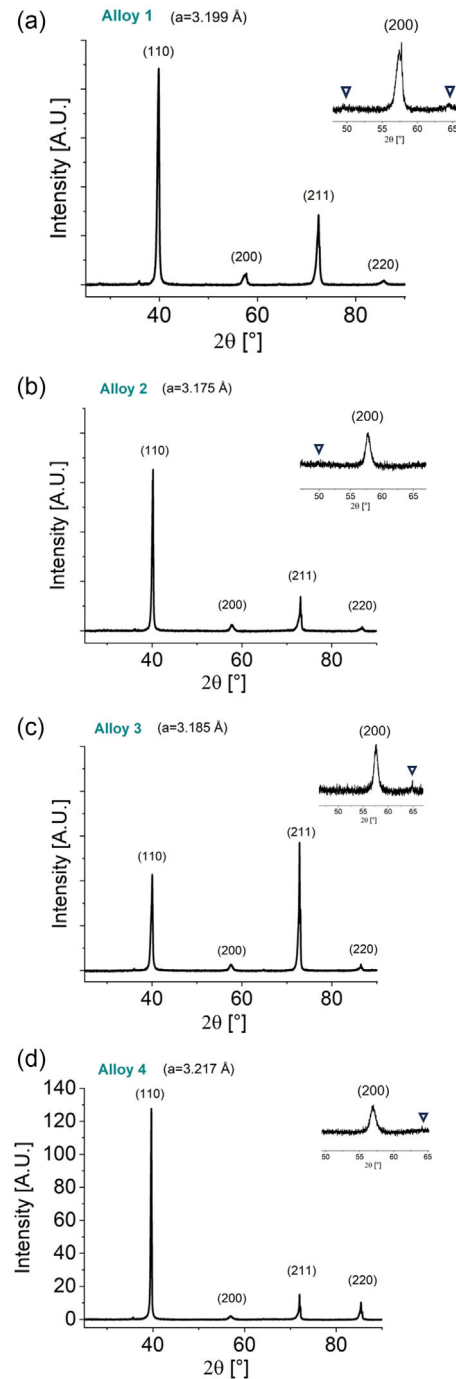 (a)
Alloy 1 (a=3.199 Å)
(110)
(200)
(211)
(220)
Intensity [A.U.]
40 60 80
2θ [°]
(200)
50 55 60 65
2θ [°]
(b)
Alloy 2 (a=3.175 Å)
(110)
(200)
(211)
(220)
Intensity [A.U.]
40 60 80
2θ [°]
(200)
50 55 60 65
2θ [°]
(c)
Alloy 3 (a=3.185 Å)
(110)
(200)
(211)
(220)
Intensity [A.U.]
40 60 80
2θ [°]
(200)
50 55 60 65
2θ [°]
(d)
Alloy 4 (a=3.217 Å)
(110)
(200)
(211)
(220)
Intensity [A.U.]
140
120
100
80
60
40
20
0
40 60 80
2θ [°]
(200)
50 55 60 65
2θ [°]